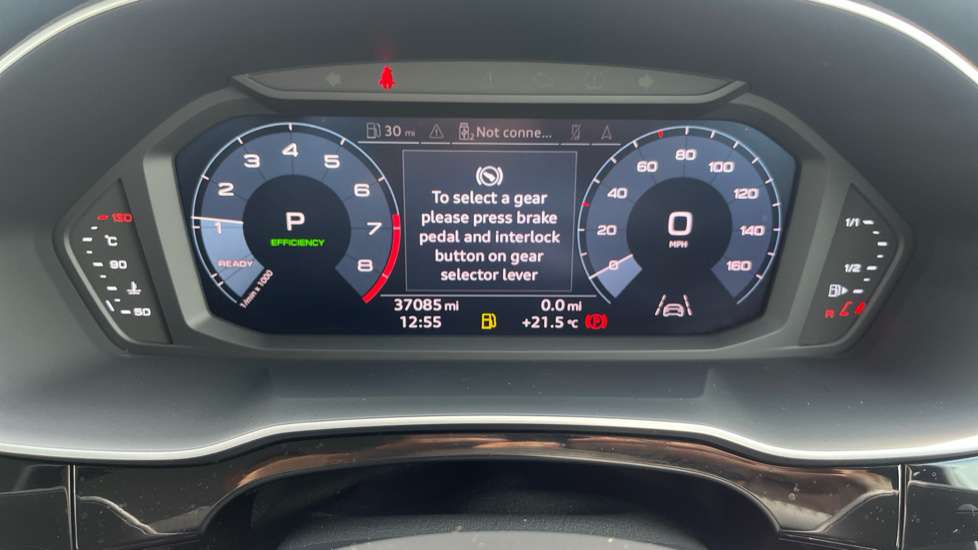 30 mi
Not conne...
To select a gear
please press brake
pedal and interlock
button on gear
selector lever
1
2
3
4
5
6
7
8
P
EFFICIENCY
READY
1/min x 1000
0
20
40
60
80
100
120
140
160
0
MPH
37085 mi
0.0 mi
12:55
+21.5 °C
130
°C
90
50
1/1
1/2
R